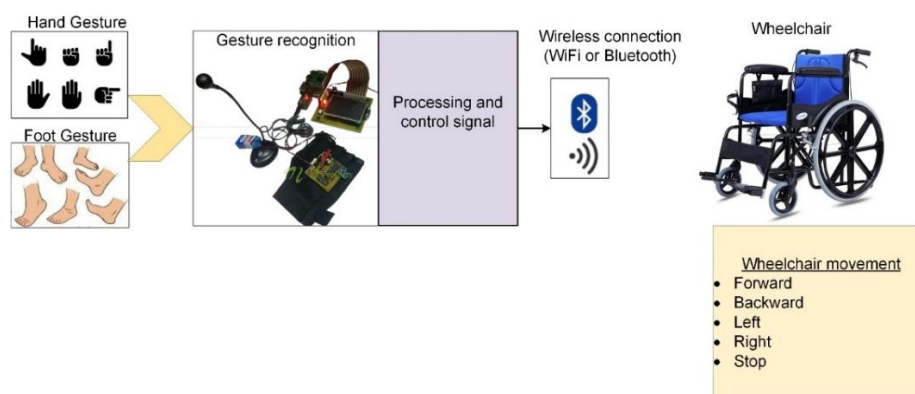 Hand Gesture
Foot Gesture
Gesture recognition
Processing and
control signal
Wireless connection
(WiFi or Bluetooth)
Wheelchair
Wheelchair movement
• Forward
• Backward
• Left
• Right
• Stop